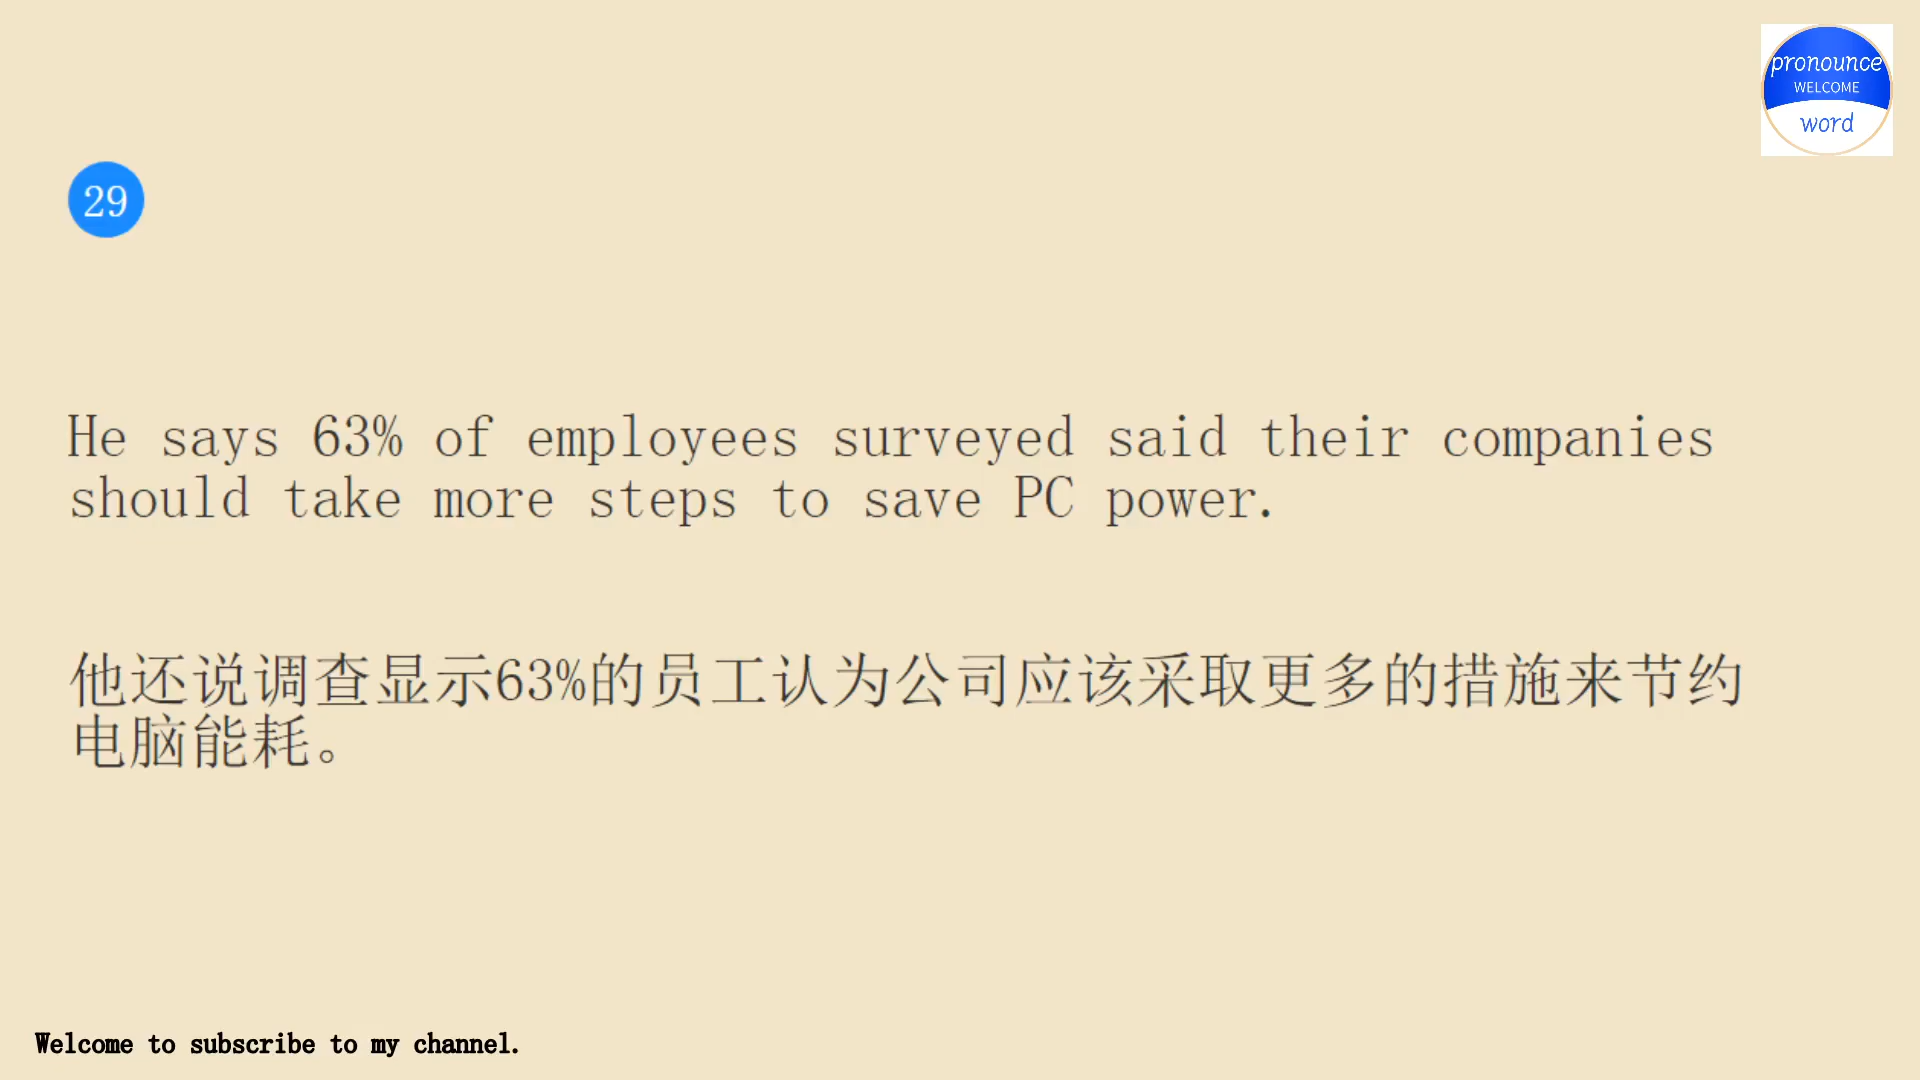 pronounce
WELCOME
word
29
He says 63% of employees surveyed said their companies
should take more steps to save PC power.
他还说调查显示63%的员工认为公司应该采取更多的措施来节约
电脑能耗。
Welcome to subscribe to my channel.